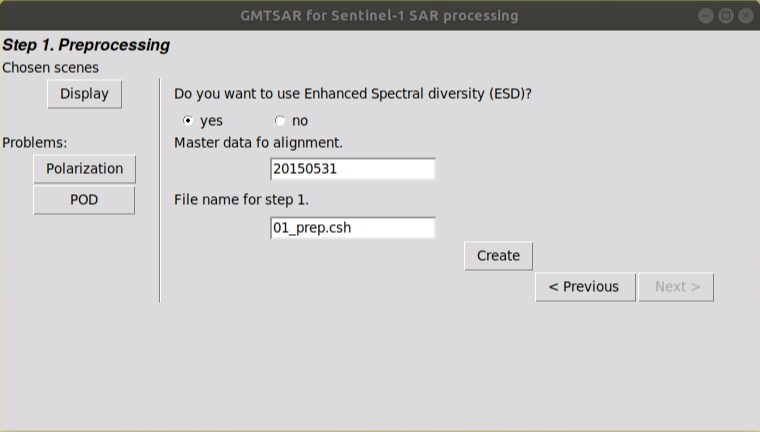 GMTSAR for Sentinel-1 SAR processing
Step 1. Preprocessing
Chosen scenes
Display
Do you want to use Enhanced Spectral diversity (ESD)?
yes no
Problems:
Master data fo alignment.
Polarization
20150531
POD
File name for step 1.
01_prep.csh
Create
< Previous Next >